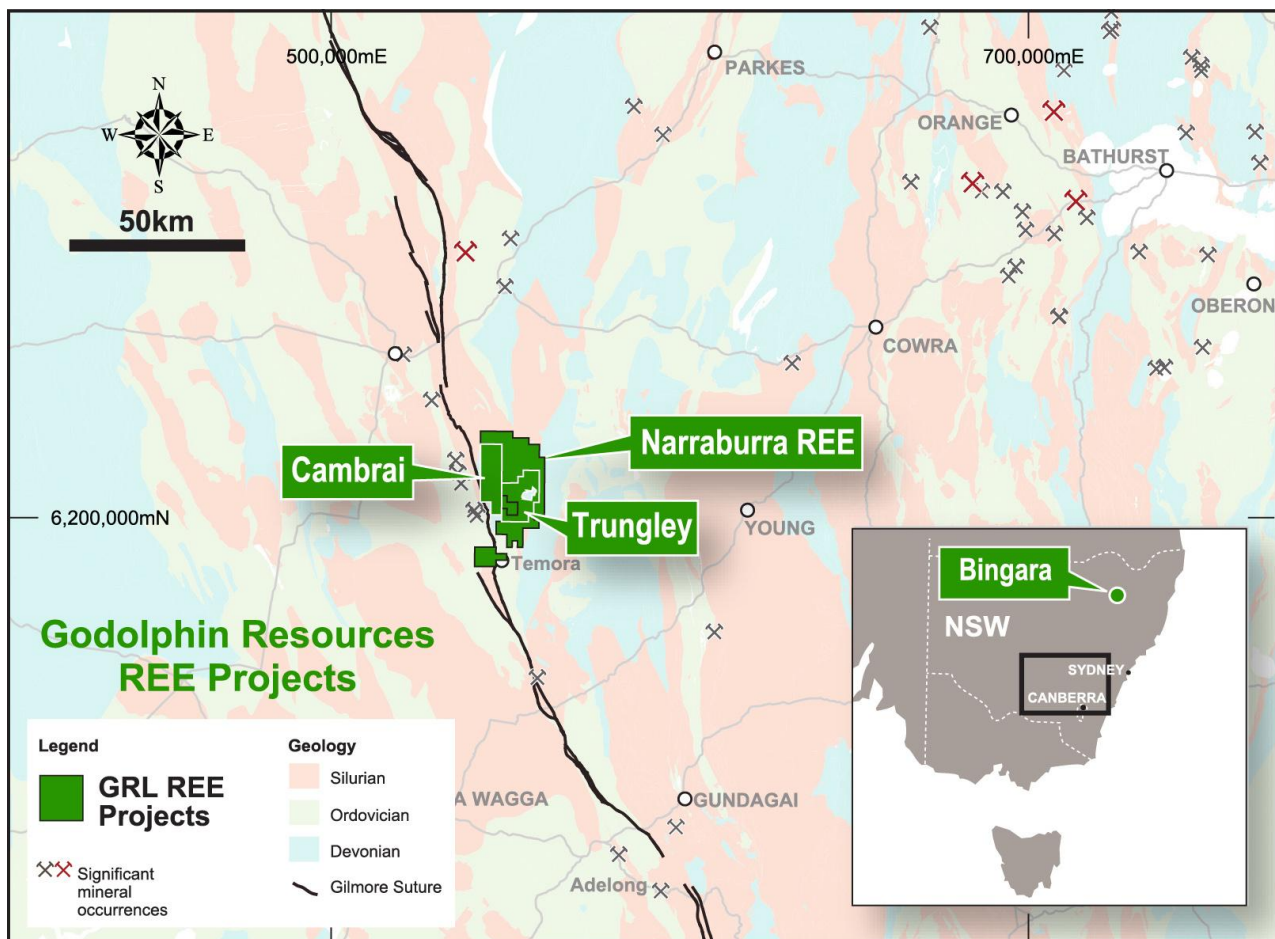 500,000mE
700,000mE
PARKES
ORANGE
BATHURST
N
W
E
S
50km
OBERON
COWRA
Narraburra REE
Cambrai
6,200,000mN
Trungley
YOUNG
Temora
Godolphin Resources
REE Projects
Bingara
NSW
SYDNEY
CANBERRA
Legend
GRL REE
Projects
Significant
mineral
occurrences
Geology
Silurian
Ordovician
Devonian
Gilmore Suture
A WAGGA
GUNDAGAI
Adelong